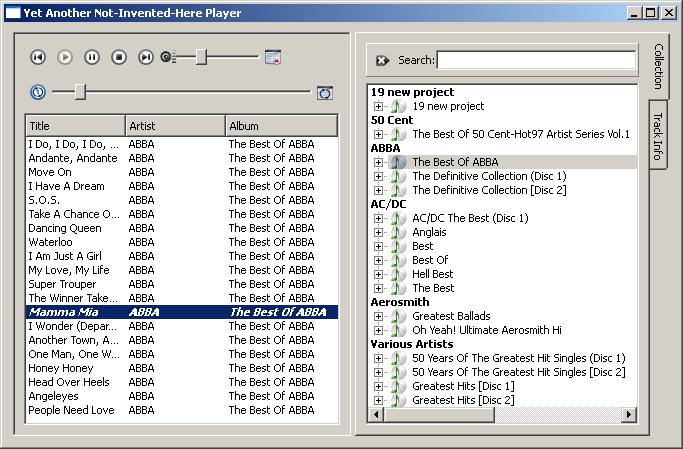 Yet Another Not-Invented-Here Player
Search:
Collection
Track Info
Title Artist Album
I Do, I Do, I Do, ... ABBA The Best Of ABBA
Andante, Andante ABBA The Best Of ABBA
Move On ABBA The Best Of ABBA
I Have A Dream ABBA The Best Of ABBA
S.O.S. ABBA The Best Of ABBA
Take A Chance O... ABBA The Best Of ABBA
Dancing Queen ABBA The Best Of ABBA
Waterloo ABBA The Best Of ABBA
I Am Just A Girl ABBA The Best Of ABBA
My Love, My Life ABBA The Best Of ABBA
Super Trouper ABBA The Best Of ABBA
The Winner Take... ABBA The Best Of ABBA
Mamma Mia ABBA The Best Of ABBA
I Wonder (Depar... ABBA The Best Of ABBA
Another Town, A... ABBA The Best Of ABBA
One Man, One W... ABBA The Best Of ABBA
Honey Honey ABBA The Best Of ABBA
Head Over Heels ABBA The Best Of ABBA
Angeleyes ABBA The Best Of ABBA
People Need Love ABBA The Best Of ABBA
19 new project
19 new project
50 Cent
The Best Of 50 Cent-Hot97 Artist Series Vol.1
ABBA
The Best Of ABBA
The Definitive Collection (Disc 1)
The Definitive Collection [Disc 2]
AC/DC
AC/DC The Best (Disc 1)
Anglais
Best
Best Of
Hell Best
The Best
Aerosmith
Greatest Ballads
Oh Yeah! Ultimate Aerosmith Hi
Various Artists
50 Years Of The Greatest Hit Singles (Disc 1)
50 Years Of The Greatest Hit Singles [Disc 2]
Greatest Hits [Disc 1]
Greatest Hits [Disc 2]